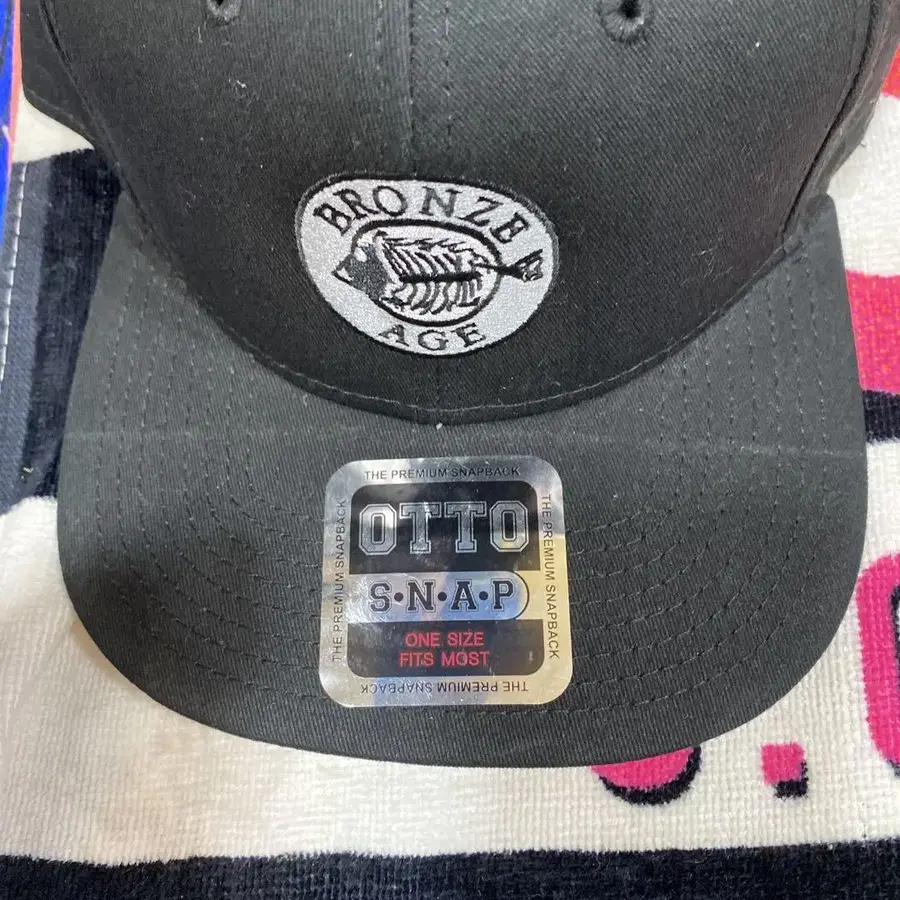 BRONZE
AGE
THE PREMIUM SNAPBACK
THE PREMIUM SNAPBACK
THE PREMIUM SNAPBACK
OTTO
S•N•A•P
ONE SIZE
FITS MOST
THE PREMIUM SNAPBACK